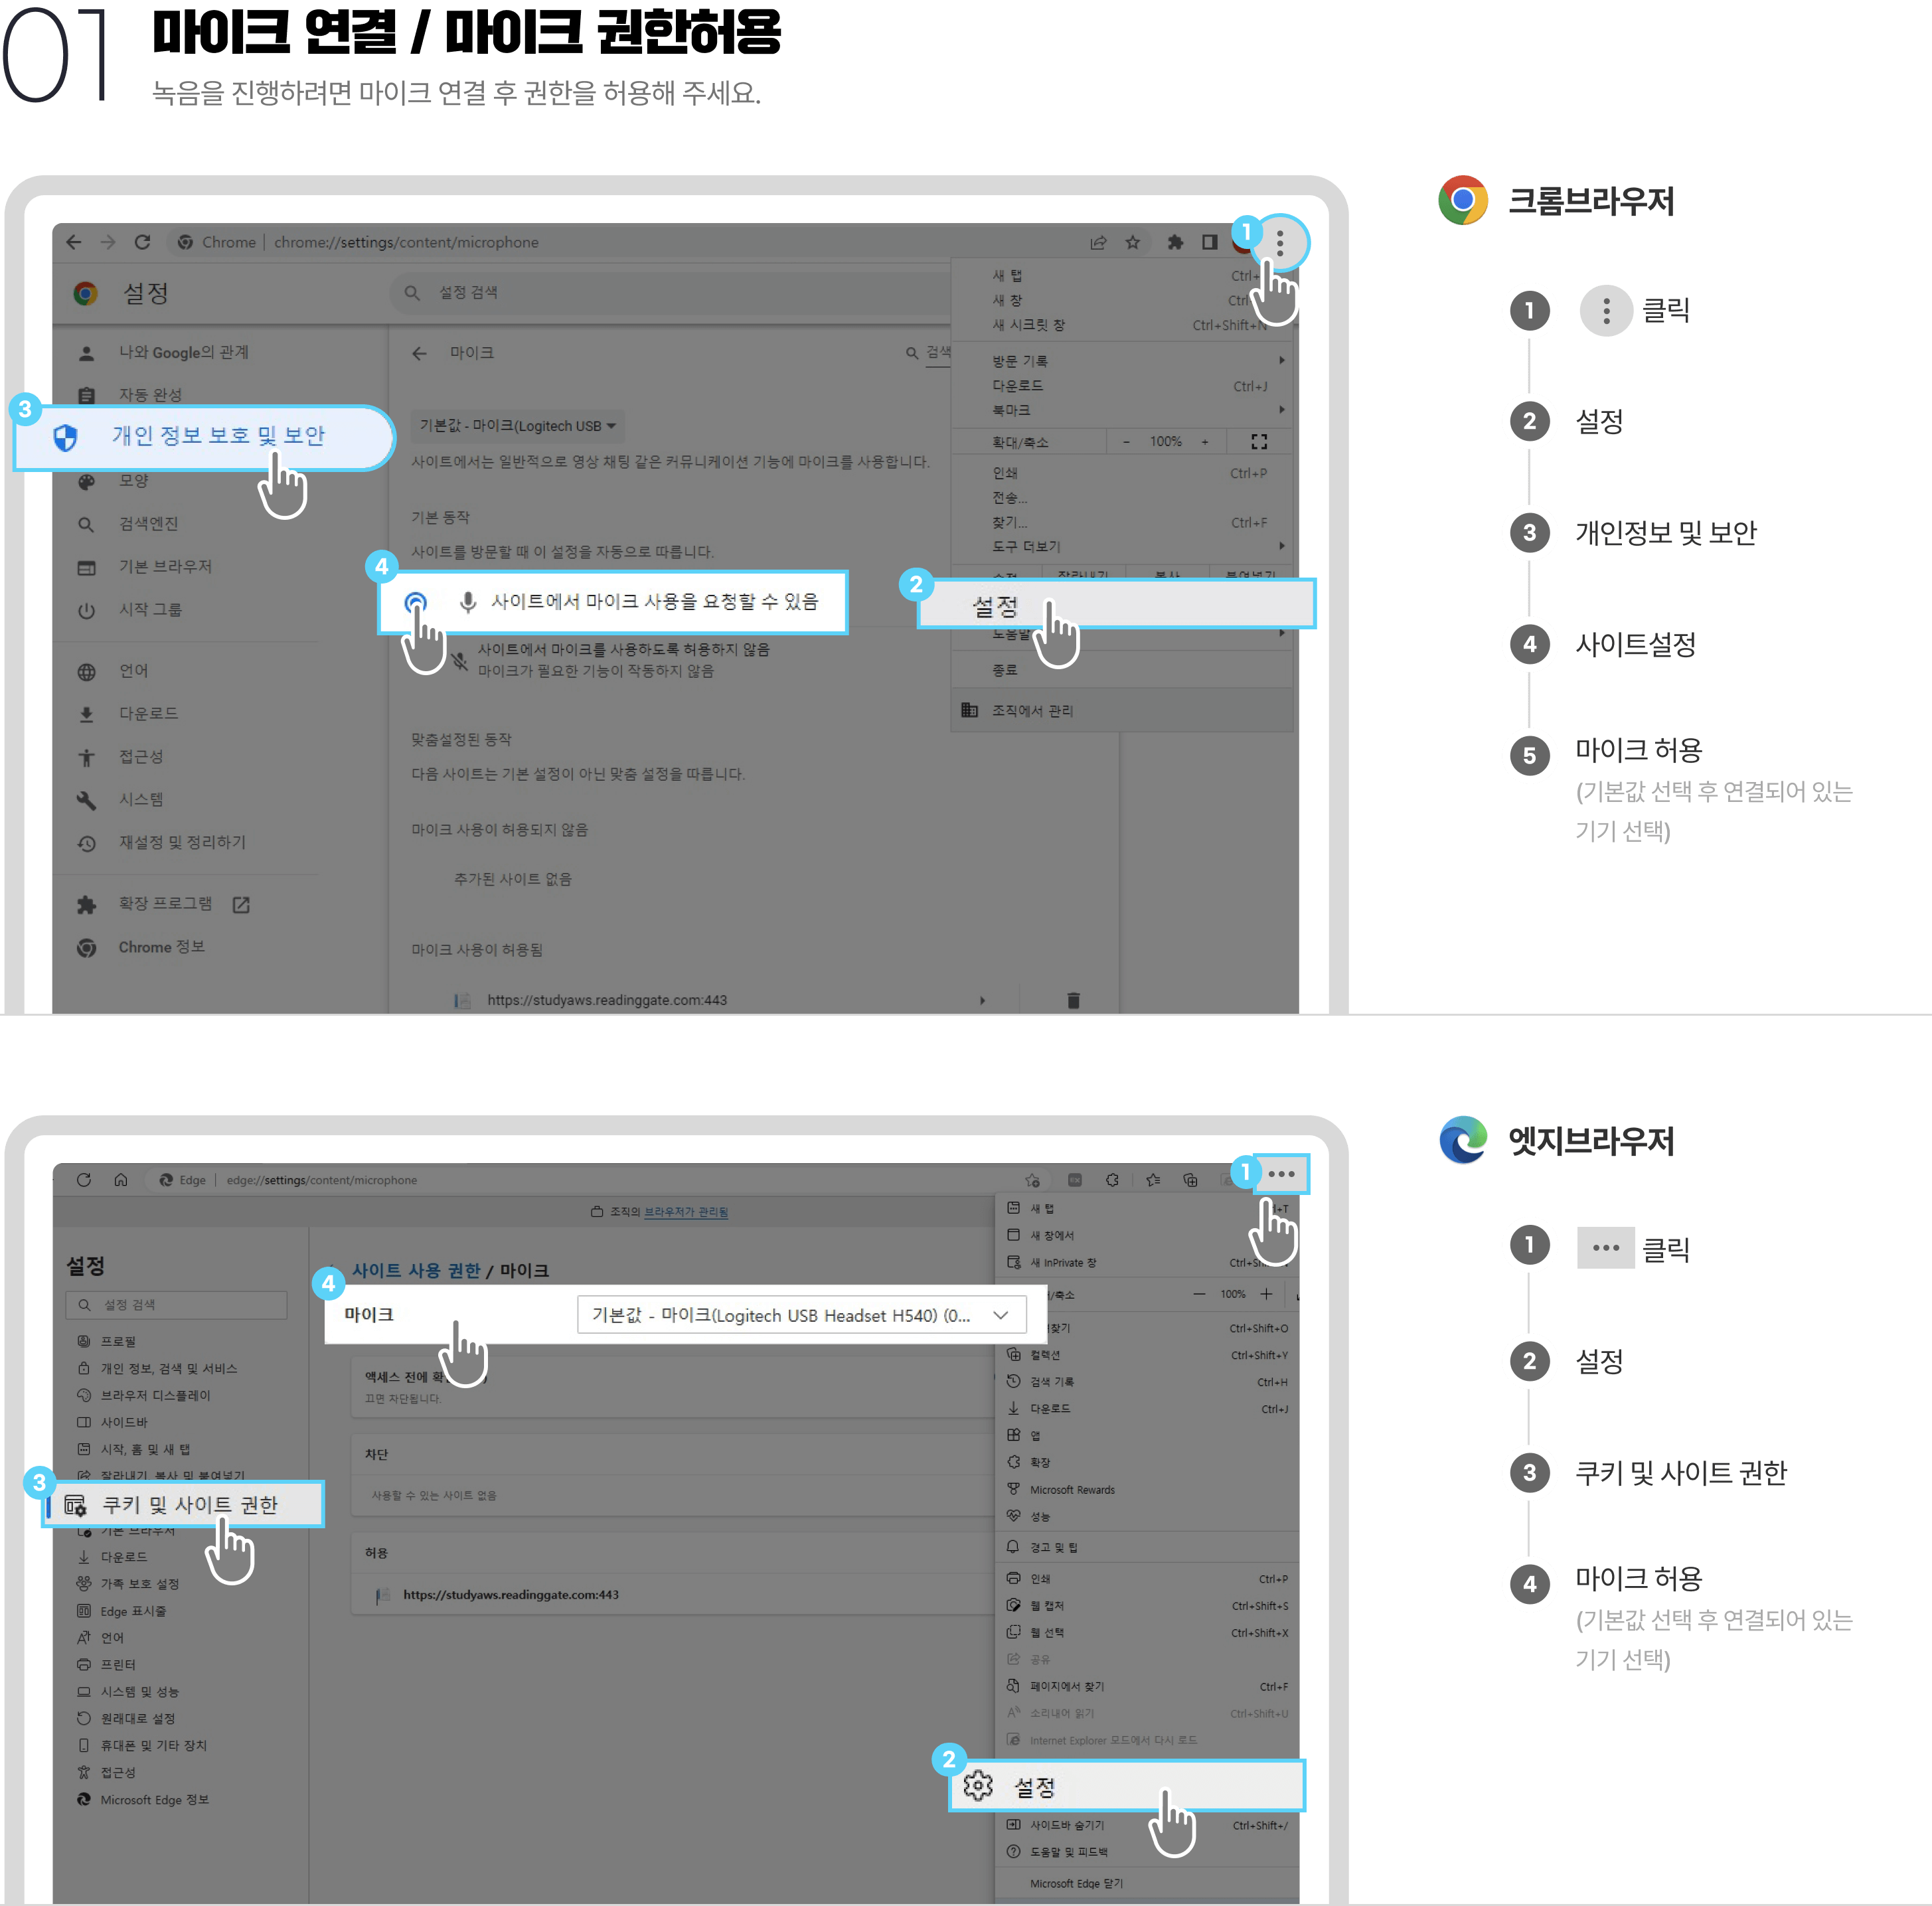 01
마이크 연결 / 마이크 권한허용
녹음을 진행하려면 마이크 연결 후 권한을 허용해 주세요.
Chrome | chrome://settings/content/microphone
1
설정
설정 검색
나와 Google의 관계
자동 완성
3
개인 정보 보호 및 보안
모양
검색엔진
기본 브라우저
시작 그룹
언어
다운로드
접근성
시스템
재설정 및 정리하기
확장 프로그램
Chrome 정보
마이크
검색
기본값 - 마이크(Logitech USB
사이트에서는 일반적으로 영상 채팅 같은 커뮤니케이션 기능에 마이크를 사용합니다.
기본 동작
사이트를 방문할 때 이 설정을 자동으로 따릅니다.
4
사이트에서 마이크 사용을 요청할 수 있음
사이트에서 마이크를 사용하도록 허용하지 않음
마이크가 필요한 기능이 작동하지 않음
맞춤설정된 동작
다음 사이트는 기본 설정이 아닌 맞춤 설정을 따릅니다.
마이크 사용이 허용되지 않음
추가된 사이트 없음
마이크 사용이 허용됨
https://studyaws.readinggate.com:443
새 탭 Ctrl+
새 창 Ctrl
새 시크릿 창 Ctrl+Shift+N
방문 기록
다운로드 Ctrl+J
북마크
확대/축소 - 100% +
인쇄 Ctrl+P
전송...
찾기... Ctrl+F
도구 더보기
수정 잘라내기 복사 붙여넣기
2
설정
도움말
종료
조직에서 관리
크롬브라우저
1 클릭
2 설정
3 개인정보 및 보안
4 사이트설정
5 마이크 허용
(기본값 선택 후 연결되어 있는
기기 선택)
Edge | edge://settings/content/microphone
1
조직의 브라우저가 관리됨
설정
설정 검색
프로필
개인 정보, 검색 및 서비스
브라우저 디스플레이
사이드바
시작, 홈 및 새 탭
잘라내기, 복사 및 붙여넣기
3
쿠키 및 사이트 권한
기본 브라우저
다운로드
가족 보호 설정
Edge 표시줄
언어
프린터
시스템 및 성능
원래대로 설정
휴대폰 및 기타 장치
접근성
Microsoft Edge 정보
사이트 사용 권한 / 마이크
4
마이크 기본값 - 마이크(Logitech USB Headset H540) (0...
액세스 전에
끄면 차단됩니다.
차단
사용할 수 있는 사이트 없음
허용
https://studyaws.readinggate.com:443
새 탭 +T
새 창에서
새 InPrivate 창
/축소 — 100% +
찾기 Ctrl+Shift+O
컬렉션 Ctrl+Shift+Y
검색 기록 Ctrl+H
다운로드 Ctrl+J
앱
확장
Microsoft Rewards
성능
경고 및 팁
인쇄 Ctrl+P
웹 캡처 Ctrl+Shift+S
웹 선택 Ctrl+Shift+X
공유
페이지에서 찾기 Ctrl+F
소리내어 읽기 Ctrl+Shift+U
Internet Explorer 모드에서 다시 로드
2
설정
사이드바 숨기기 Ctrl+Shift+/
도움말 및 피드백
Microsoft Edge 닫기
엣지브라우저
1 클릭
2 설정
3 쿠키 및 사이트 권한
4 마이크 허용
(기본값 선택 후 연결되어 있는
기기 선택)